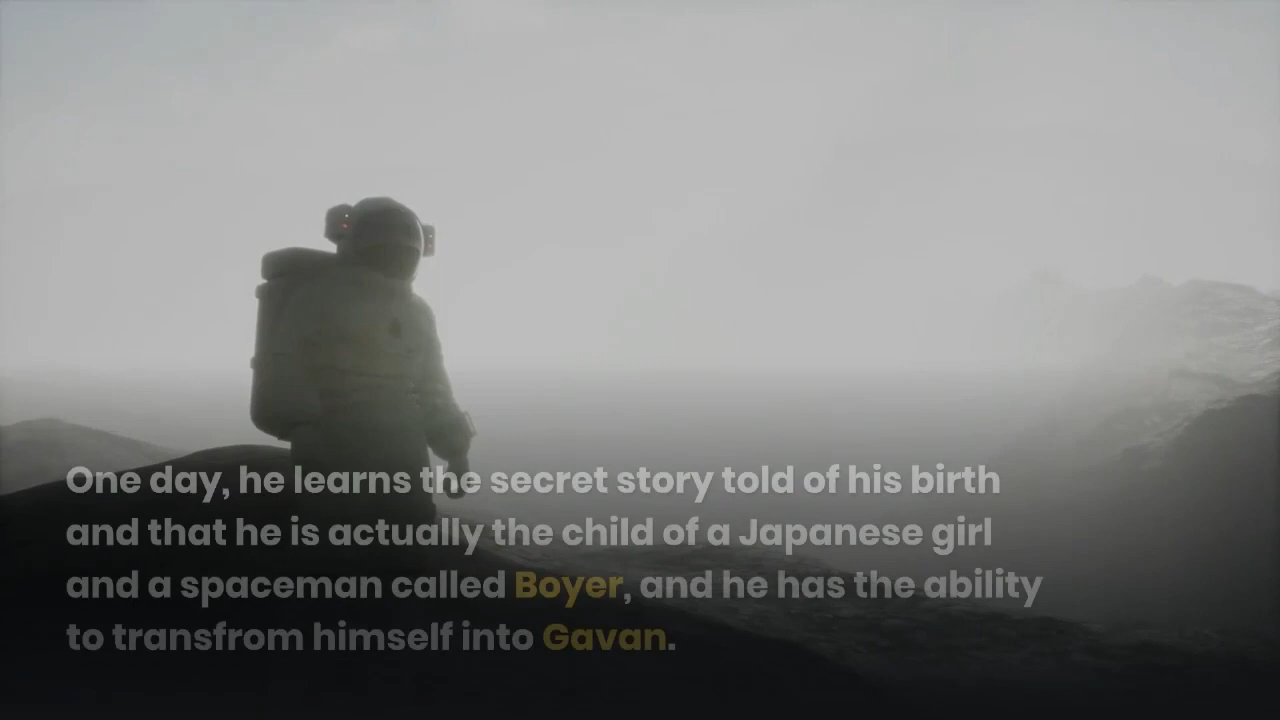 One day, he learns the secret story told of his birth
and that he is actually the child of a Japanese girl
and a spaceman called Boyer, and he has the ability
to transfrom himself into Gavan.